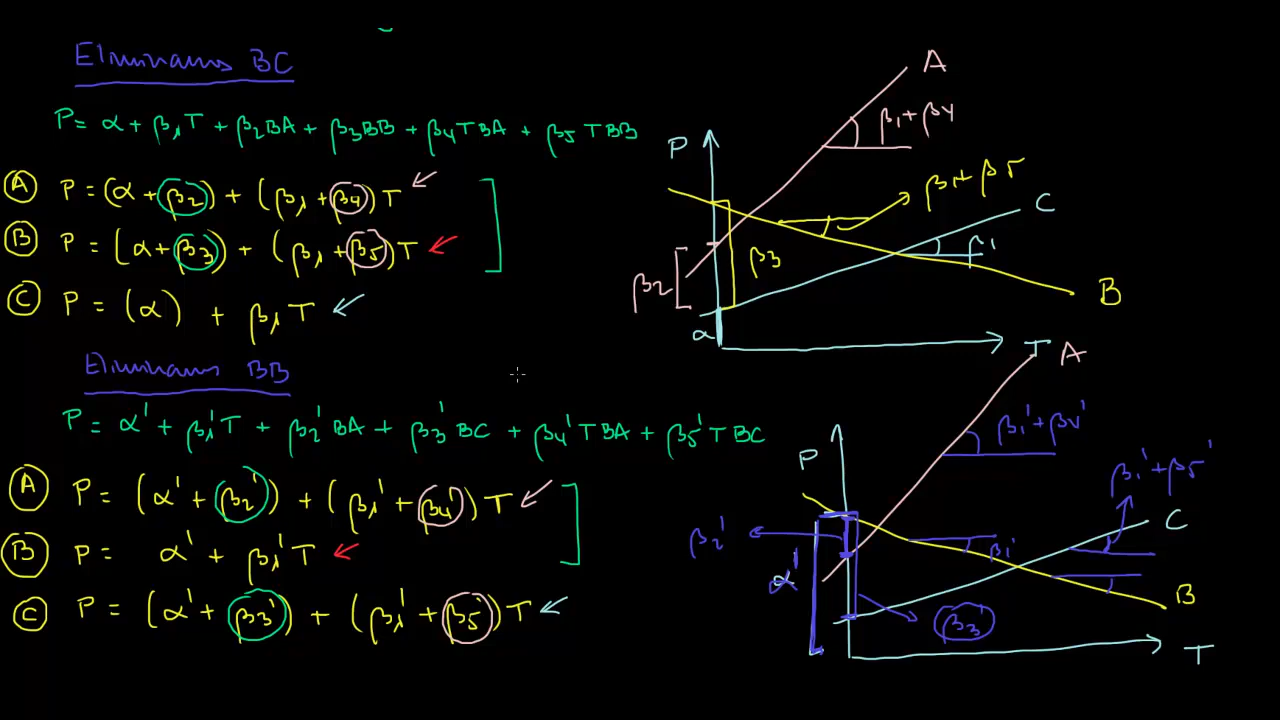 Eliminamos BC
P = α + β1T + β2BA + β3BB + β4TBA + β5TBB
A P = (α + β2) + (β1 + β4)T
B P = (α + β3) + (β1 + β5)T
C P = (α) + β1T
Eliminamos BB
P = α' + β1'T + β2'BA + β3'BC + β4'TBA + β5'TBC
A P = (α' + β2') + (β1' + β4')T
B P = α' + β1'T
C P = (α' + β3') + (β1' + β5')T
A
P
β1 + β4
β1 + β5
C
β3
β1
β2
B
α
T
A
P
β1' + β4'
β1' + β5'
C
β2'
β1'
α'
B
β3'
T